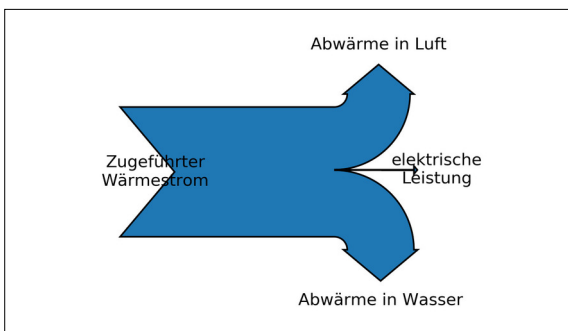 Abwärme in Luft
Zugeführter
Wärmestrom
elektrische
Leistung
Abwärme in Wasser